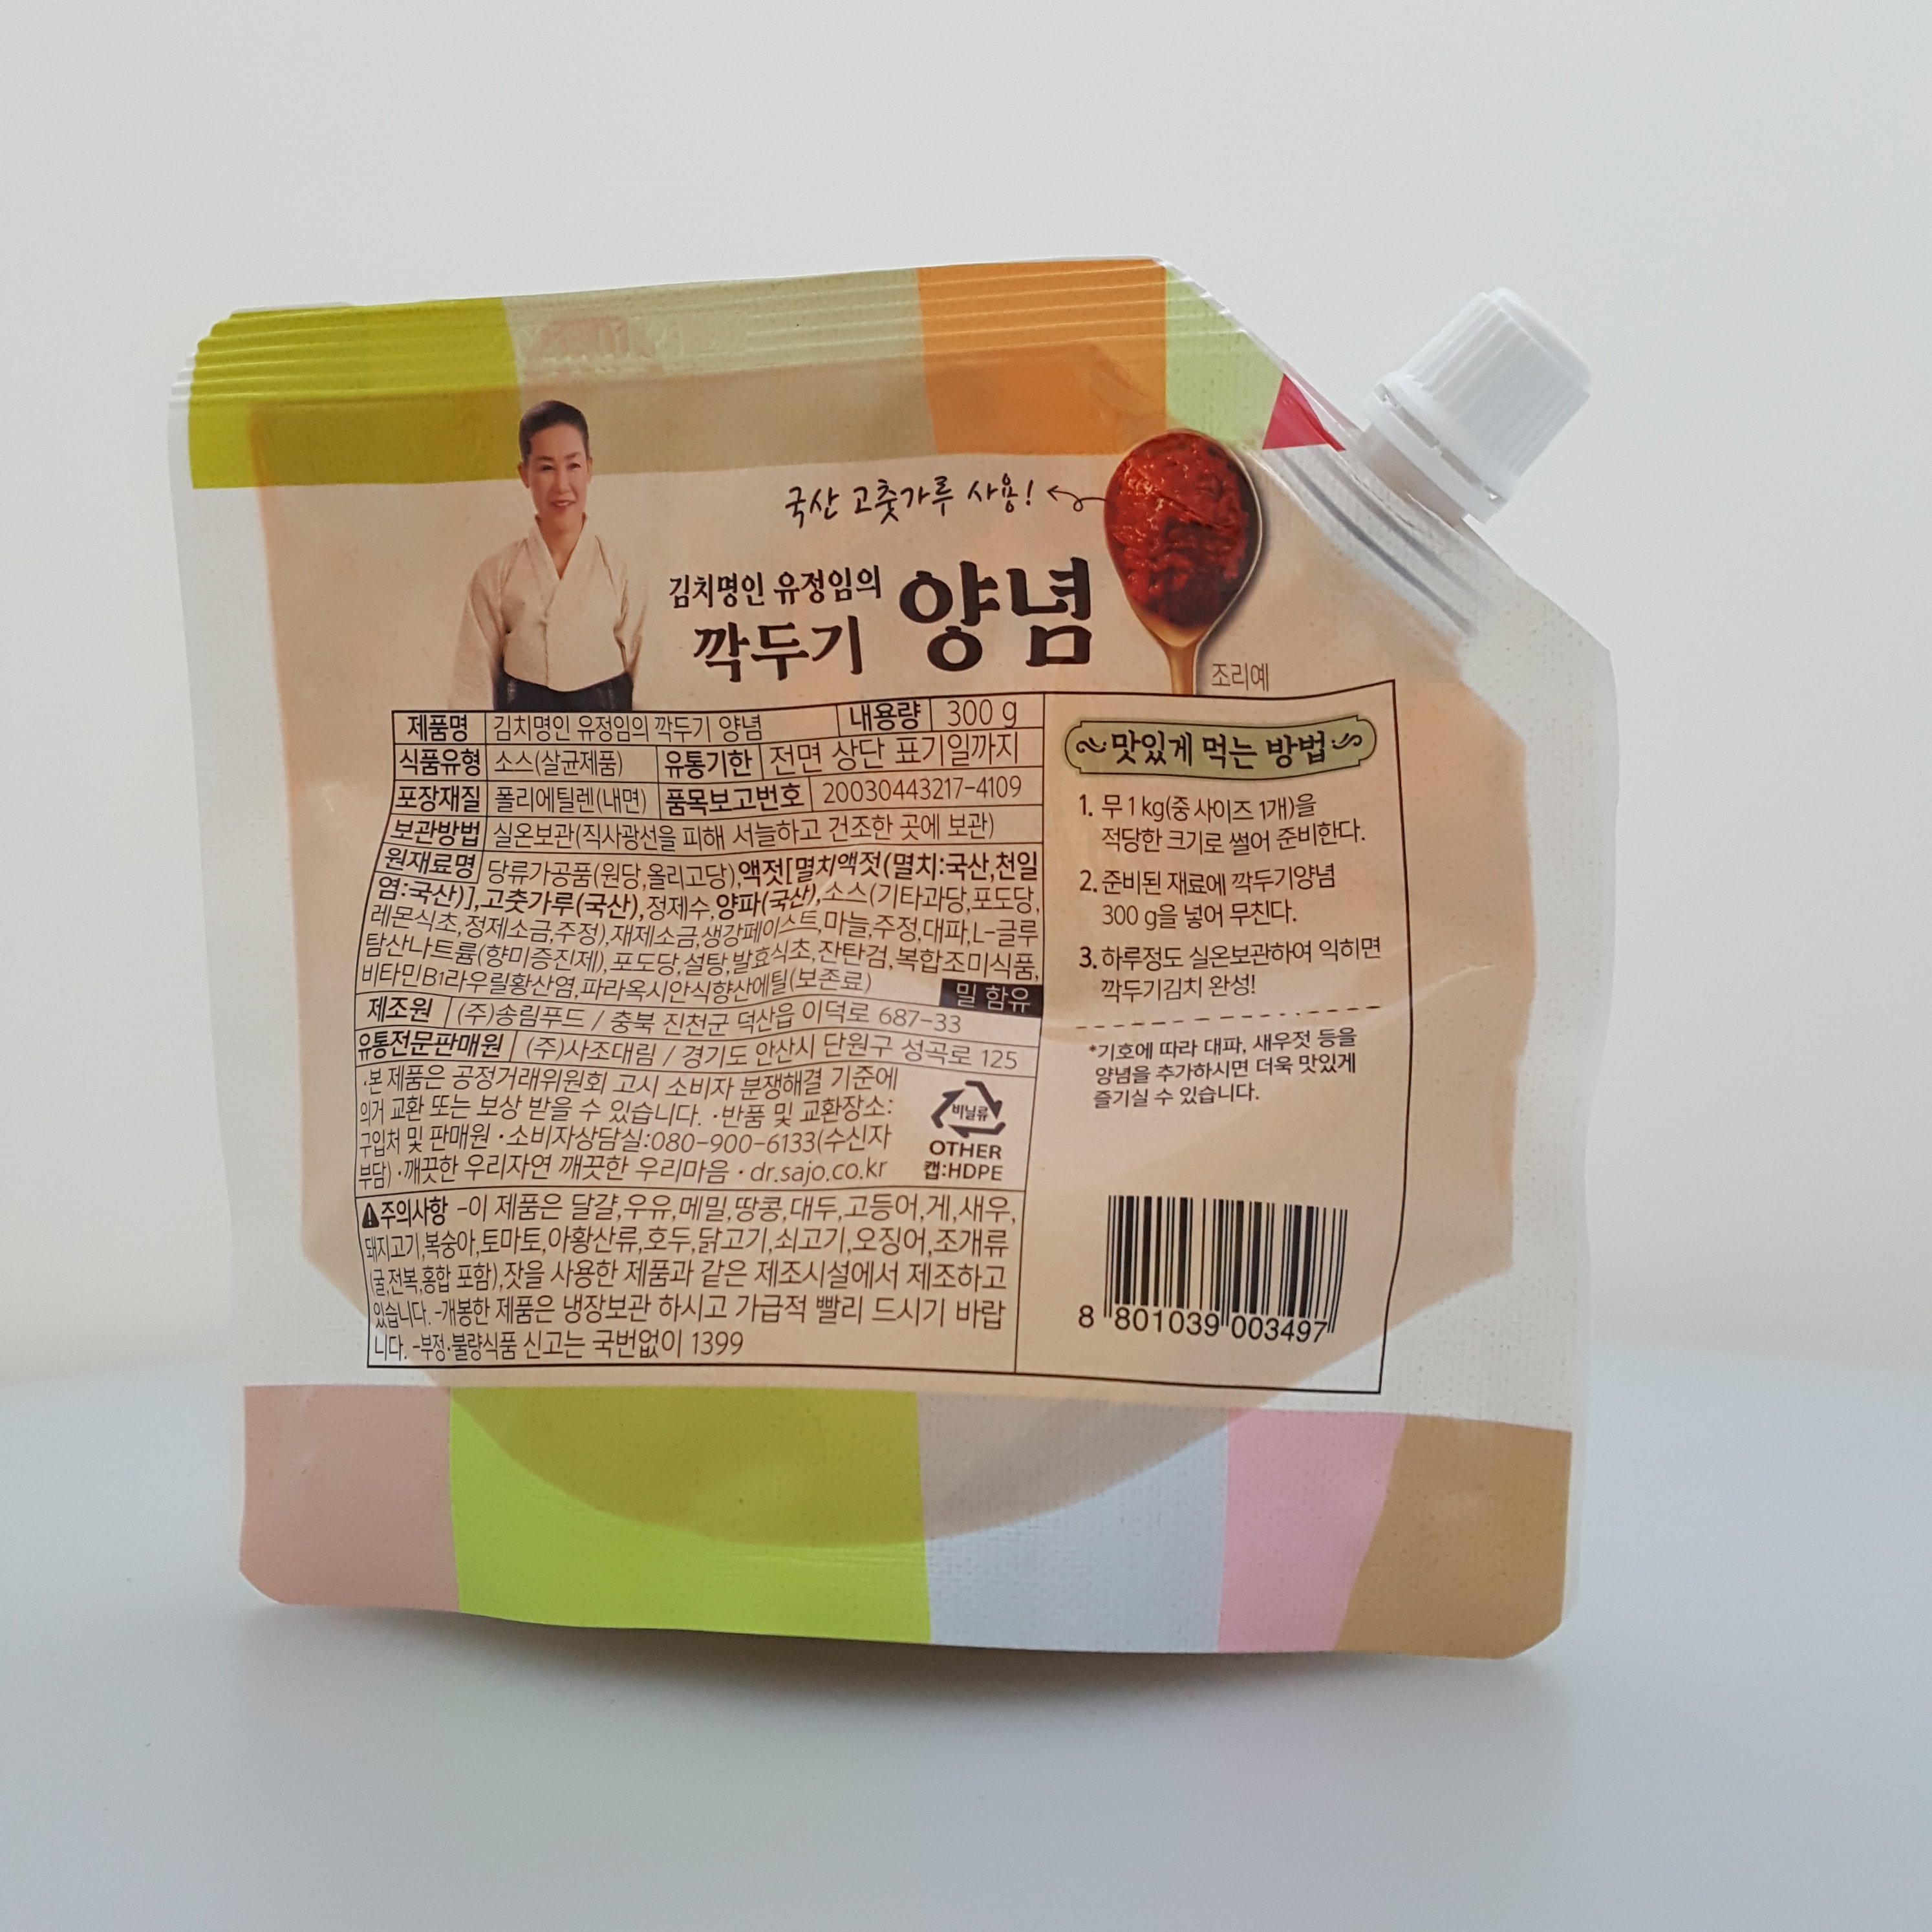 국산 고춧가루 사용!
김치명인 유정임의
깍두기 양념
조리예
제품명 김치명인 유정임의 깍두기 양념 내용량 300 g
식품유형 소스(살균제품) 유통기한 전면 상단 표기일까지
포장재질 폴리에틸렌(내면) 품목보고번호 20030443217-4109
보관방법 실온보관(직사광선을 피해 서늘하고 건조한 곳에 보관)
원재료명 당류가공품(원당,올리고당),액젓[멸치액젓(멸치:국산,천일
염:국산)],고춧가루(국산),정제수,양파(국산),소스(기타과당,포도당,
레몬식초,정제소금,주정),재제소금,생강페이스트,마늘,주정,대파,L-글루
탐산나트륨(향미증진제),포도당,설탕,발효식초,잔탄검,복합조미식품,
비타민B1라우릴황산염,파라옥시안식향산에틸(보존료)
밀 함유
제조원 (주)송림푸드 / 충북 진천군 덕산읍 이덕로 687-33
유통전문판매원 (주)사조대림 / 경기도 안산시 단원구 성곡로 125
·본 제품은 공정거래위원회 고시 소비자 분쟁해결 기준에
의거 교환 또는 보상 받을 수 있습니다. ·반품 및 교환장소:
구입처 및 판매원 ·소비자상담실:080-900-6133(수신자
부담) ·깨끗한 우리자연 깨끗한 우리마음 · dr.sajo.co.kr
비닐류
OTHER
캡:HDPE
주의사항 -이 제품은 달걀,우유,메밀,땅콩,대두,고등어,게,새우,
돼지고기,복숭아,토마토,아황산류,호두,닭고기,쇠고기,오징어,조개류
(굴,전복,홍합 포함),잣을 사용한 제품과 같은 제조시설에서 제조하고
있습니다. -개봉한 제품은 냉장보관 하시고 가급적 빨리 드시기 바랍
니다. -부정·불량식품 신고는 국번없이 1399
맛있게 먹는 방법
1. 무 1 kg(중 사이즈 1개)을
적당한 크기로 썰어 준비한다.
2. 준비된 재료에 깍두기양념
300 g을 넣어 무친다.
3. 하루정도 실온보관하여 익히면
깍두기김치 완성!
*기호에 따라 대파, 새우젓 등을
양념을 추가하시면 더욱 맛있게
즐기실 수 있습니다.
8 801039 003497